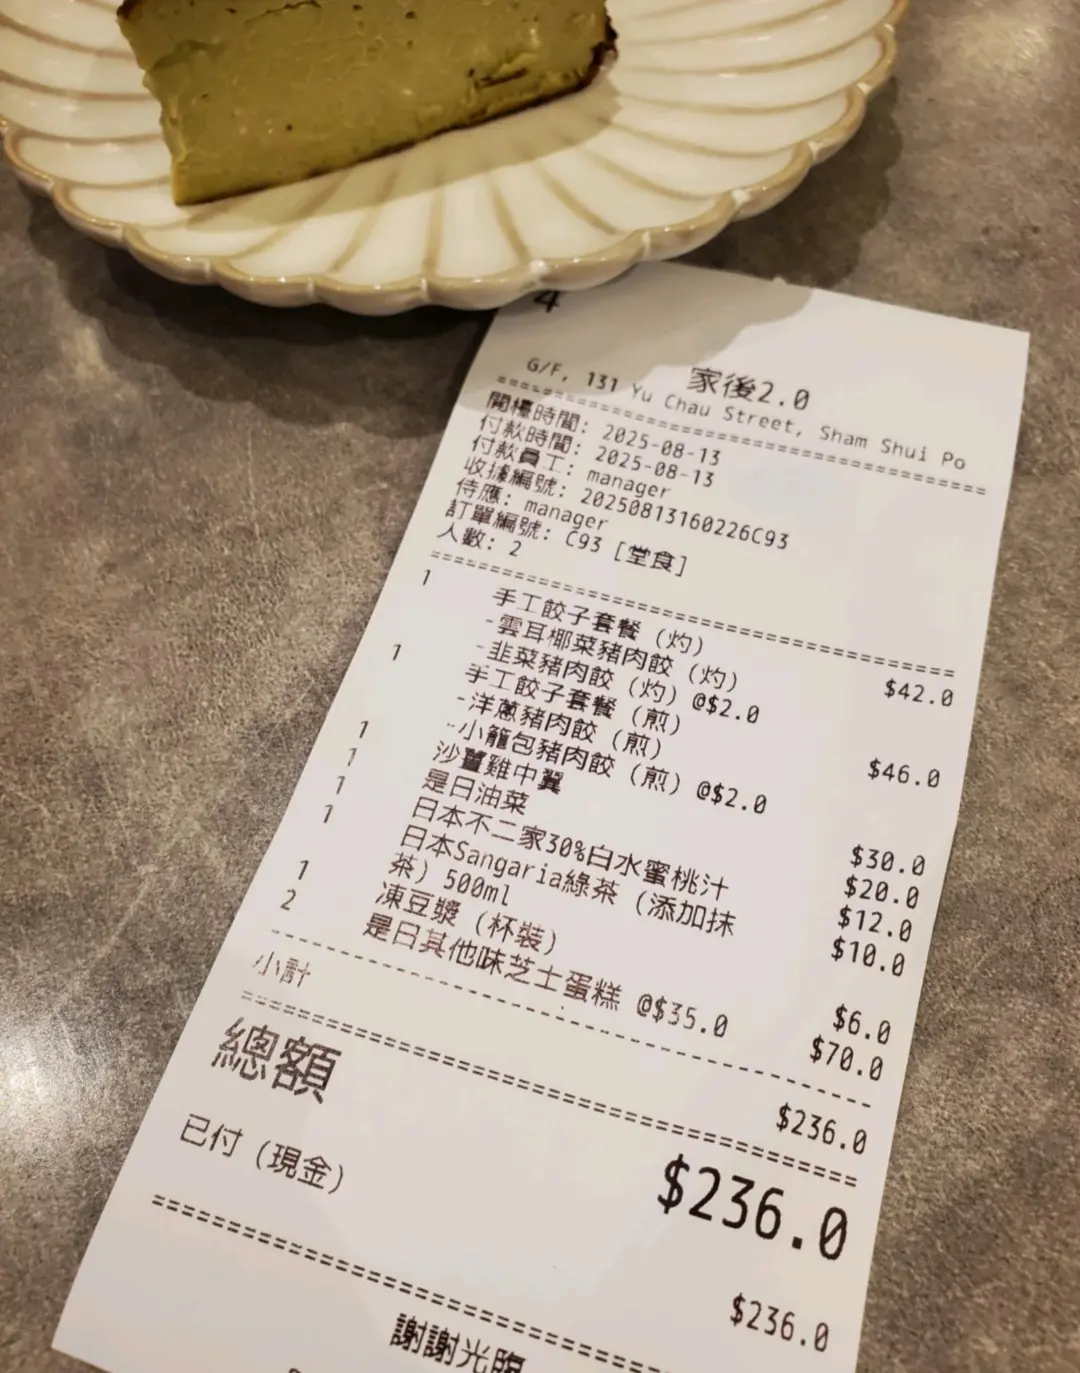 4
家後2.0
G/F, 131 Yu Chau Street, Sham Shui Po
開檯時間: 2025-08-13
付款時間: 2025-08-13
付款員工: manager
收據編號: 20250813160226C93
侍應: manager
訂單編號: C93 [堂食]
人數: 2
1 手工餃子套餐 (灼) $42.0
-雲耳椰菜豬肉餃 (灼)
-韭菜豬肉餃 (灼) @$2.0
1 手工餃子套餐 (煎) $46.0
-洋蔥豬肉餃 (煎)
-小籠包豬肉餃 (煎) @$2.0
1 沙薑雞中翼 $30.0
1 是日油菜 $20.0
1 日本不二家30%白水蜜桃汁 $12.0
1 日本Sangaria綠茶 (添加抹 $10.0
茶) 500ml
1 凍豆漿 (杯裝) $6.0
2 是日其他味芝士蛋糕 @$35.0 $70.0
小計 $236.0
總額 $236.0
已付 (現金) $236.0
謝謝光臨